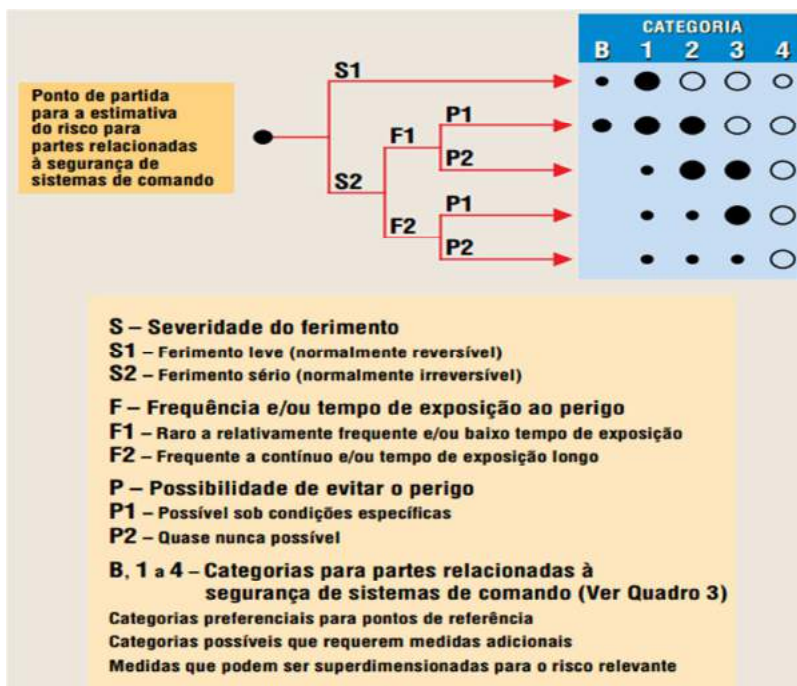 CATEGORIA
B 1 2 3 4
Ponto de partida
para a estimativa
do risco para
partes relacionadas
à segurança de
sistemas de comando
S1
P1
F1
P2
S2
P1
F2
P2
S – Severidade do ferimento
S1 – Ferimento leve (normalmente reversível)
S2 – Ferimento sério (normalmente irreversível)
F – Frequência e/ou tempo de exposição ao perigo
F1 – Raro a relativamente frequente e/ou baixo tempo de exposição
F2 – Frequente a contínuo e/ou tempo de exposição longo
P – Possibilidade de evitar o perigo
P1 – Possível sob condições específicas
P2 – Quase nunca possível
B, 1 a 4 – Categorias para partes relacionadas à
segurança de sistemas de comando (Ver Quadro 3)
Categorias preferenciais para pontos de referência
Categorias possíveis que requerem medidas adicionais
Medidas que podem ser superdimensionadas para o risco relevante